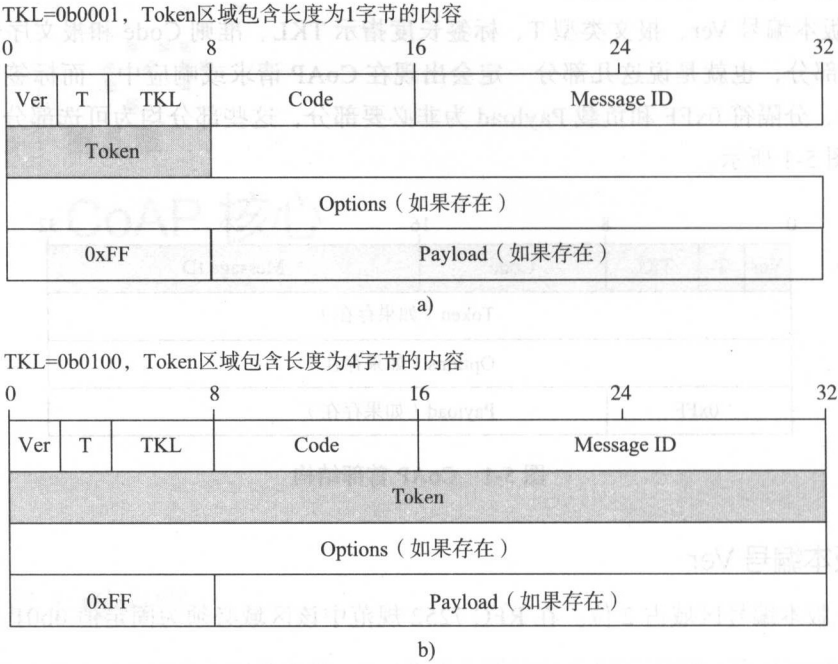 TKL=0b0001，Token区域包含长度为1字节的内容
0 8 16 24 32
Ver T TKL Code Message ID
Token
Options（如果存在）
0xFF Payload（如果存在）
a)
TKL=0b0100，Token区域包含长度为4字节的内容
0 8 16 24 32
Ver T TKL Code Message ID
Token
Options（如果存在）
0xFF Payload（如果存在）
b)